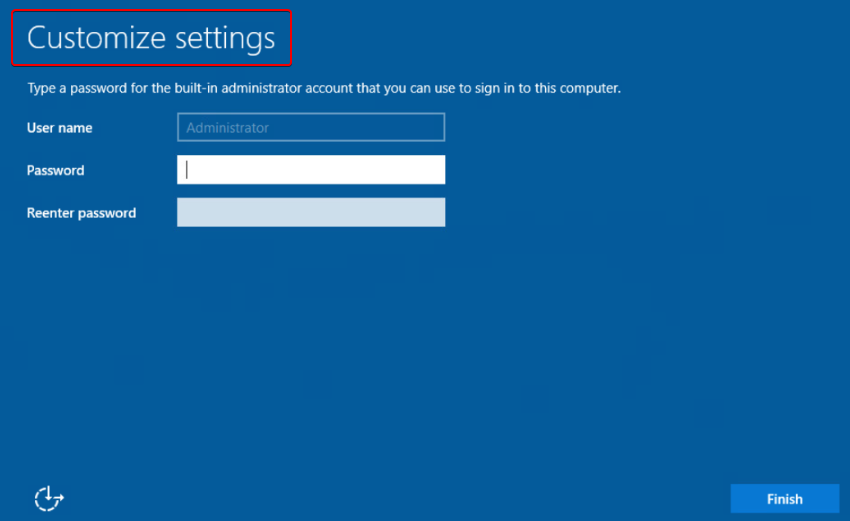 Customize settings
Type a password for the built-in administrator account that you can use to sign in to this computer.
User name
Administrator
Password
Reenter password
Finish